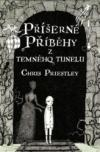 Příšerné
Příběhy
z
temného tunelu
Chris Priestley